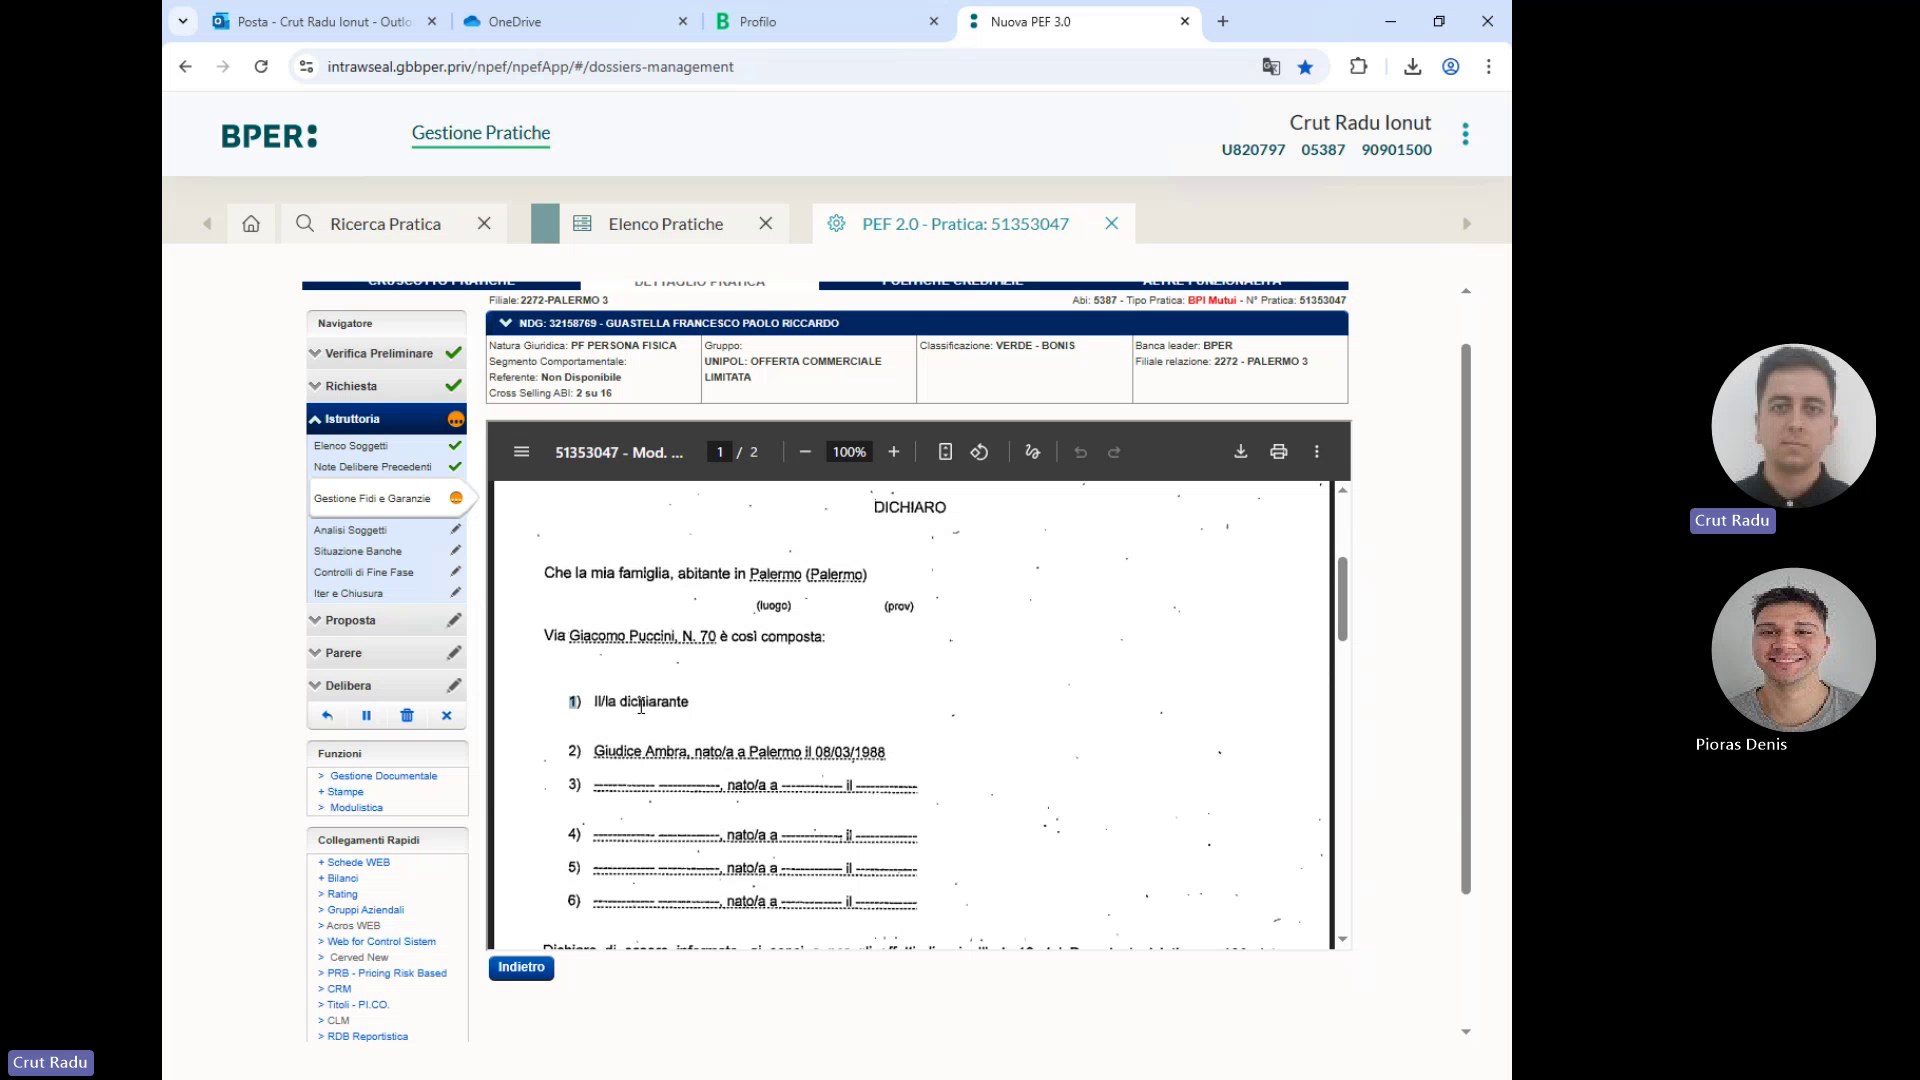 Posta - Crut Radu Ionut - Outlo
OneDrive
Profilo
Nuova PEF 3.0
intrawseal.gbbper.priv/npef/npefApp/#/dossiers-management
BPER:
Gestione Pratiche
Crut Radu Ionut
U820797 05387 90901500
Ricerca Pratica
Elenco Pratiche
PEF 2.0 - Pratica: 51353047
CRUSCOTTO PRATICHE
DETTAGLIO PRATICA
POLITICHE CREDITIZIE
ALTRE FUNZIONALITÀ
Filiale: 2272-PALERMO 3
Abi: 5387 - Tipo Pratica: BPI Mutui - N° Pratica: 51353047
NDG: 32158769 - GUASTELLA FRANCESCO PAOLO RICCARDO
Natura Giuridica: PF PERSONA FISICA
Segmento Comportamentale:
Referente: Non Disponibile
Cross Selling ABI: 2 su 16
Gruppo:
UNIPOL: OFFERTA COMMERCIALE
LIMITATA
Classificazione: VERDE - BONIS
Banca leader: BPER
Filiale relazione: 2272 - PALERMO 3
Navigatore
Verifica Preliminare
Richiesta
Istruttoria
Elenco Soggetti
Note Delibere Precedenti
Gestione Fidi e Garanzie
Analisi Soggetti
Situazione Banche
Controlli di Fine Fase
Iter e Chiusura
Proposta
Parere
Delibera
Funzioni
> Gestione Documentale
+ Stampe
> Modulistica
Collegamenti Rapidi
+ Schede WEB
+ Bilanci
> Rating
> Gruppi Aziendali
> Acros WEB
> Web for Control Sistem
> Cerved New
> PRB - Pricing Risk Based
> CRM
> Titoli - PI.CO.
> CLM
> RDB Reportistica
51353047 - Mod. ...
1 / 2
100%
DICHIARO
Che la mia famiglia, abitante in Palermo (Palermo)
(luogo) (prov)
Via Giacomo Puccini, N. 70 è così composta:
1) Il/la dichiarante
2) Giudice Ambra, nato/a a Palermo il 08/03/1988
3) ----------- -----------, nato/a a ----------- il -----------
4) ----------- -----------, nato/a a ----------- il -----------
5) ----------- -----------, nato/a a ----------- il -----------
6) ----------- -----------, nato/a a ----------- il -----------
Indietro
Crut Radu
Pioras Denis
Crut Radu